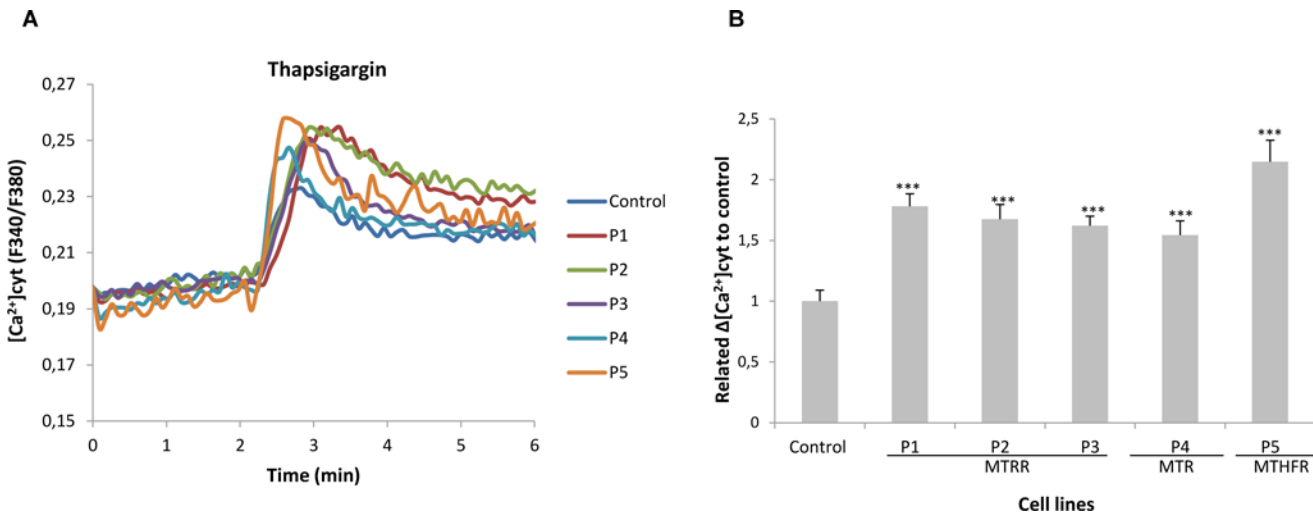 A
Thapsigargin
[Ca²⁺]cyt (F340/F380)
0,27
0,25
0,23
0,21
0,19
0,17
0,15
0 1 2 3 4 5 6
Time (min)
Control
P1
P2
P3
P4
P5
B
Related Δ[Ca²⁺]cyt to control
2,5
2
1,5
1
0,5
0
*** *** *** *** ***
Control P1 P2 P3 P4 P5
MTRR MTR MTHFR
Cell lines